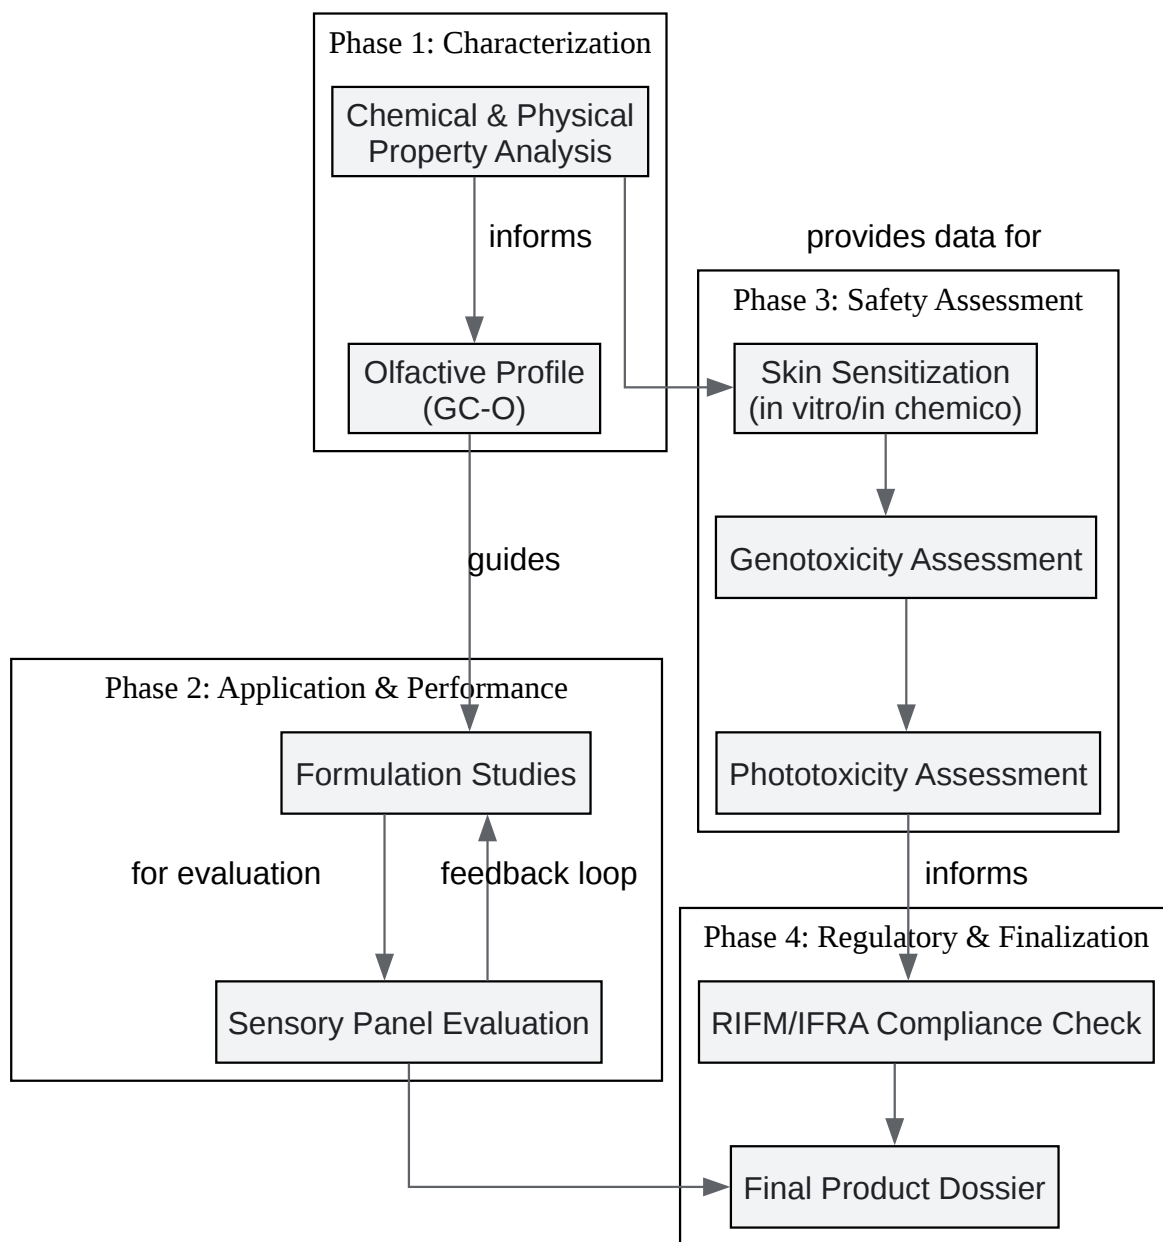 Phase 1: Characterization
Chemical & Physical
Property Analysis
informs
provides data for
Olfactive Profile
(GC-O)
guides
Phase 3: Safety Assessment
Skin Sensitization
(in vitro/in chemico)
Genotoxicity Assessment
Phototoxicity Assessment
informs
Phase 2: Application & Performance
Formulation Studies
for evaluation
feedback loop
Sensory Panel Evaluation
Phase 4: Regulatory & Finalization
RIFM/IFRA Compliance Check
Final Product Dossier